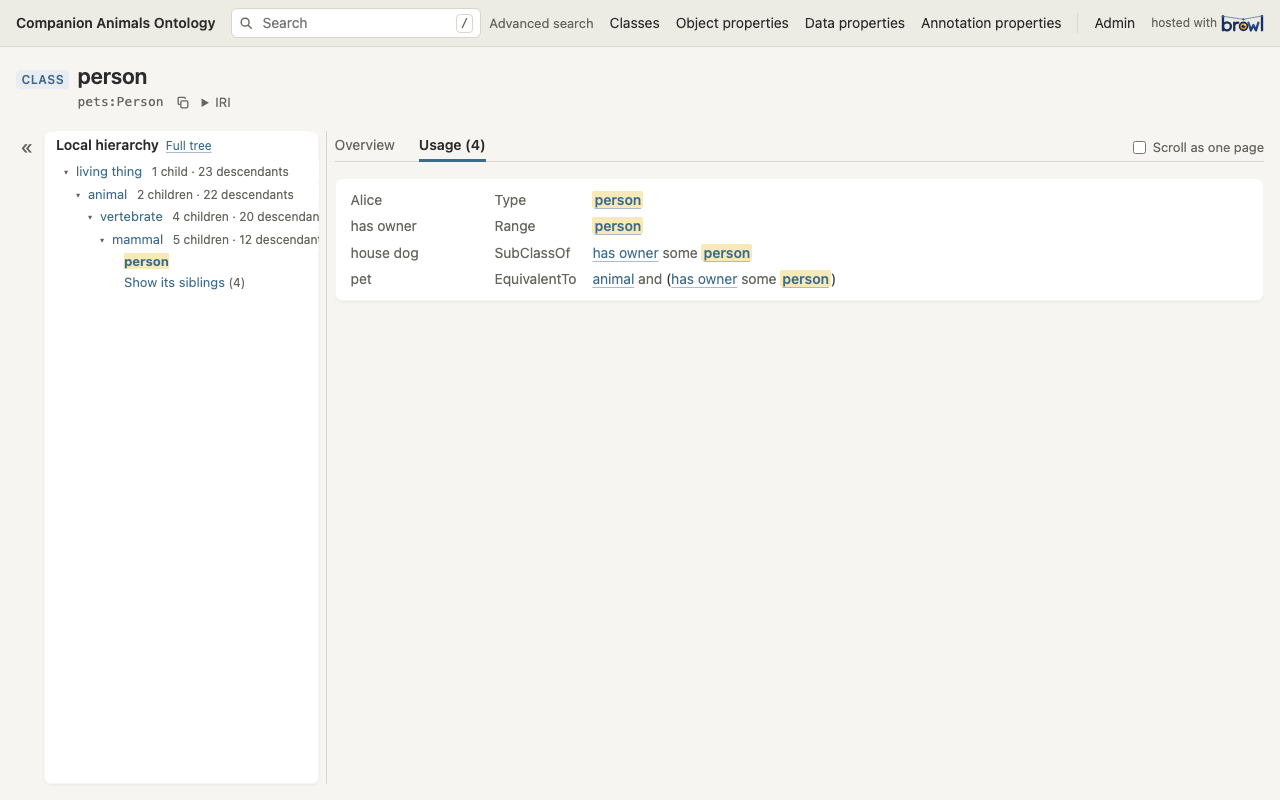 Companion Animals Ontology Search / Advanced search Classes Object properties Data properties Annotation properties Admin hosted with browl
CLASS person
pets:Person IRI
« Local hierarchy Full tree
living thing 1 child · 23 descendants
animal 2 children · 22 descendants
vertebrate 4 children · 20 descendan
mammal 5 children · 12 descendant
person
Show its siblings (4)
Overview Usage (4) Scroll as one page
Alice Type person
has owner Range person
house dog SubClassOf has owner some person
pet EquivalentTo animal and (has owner some person)